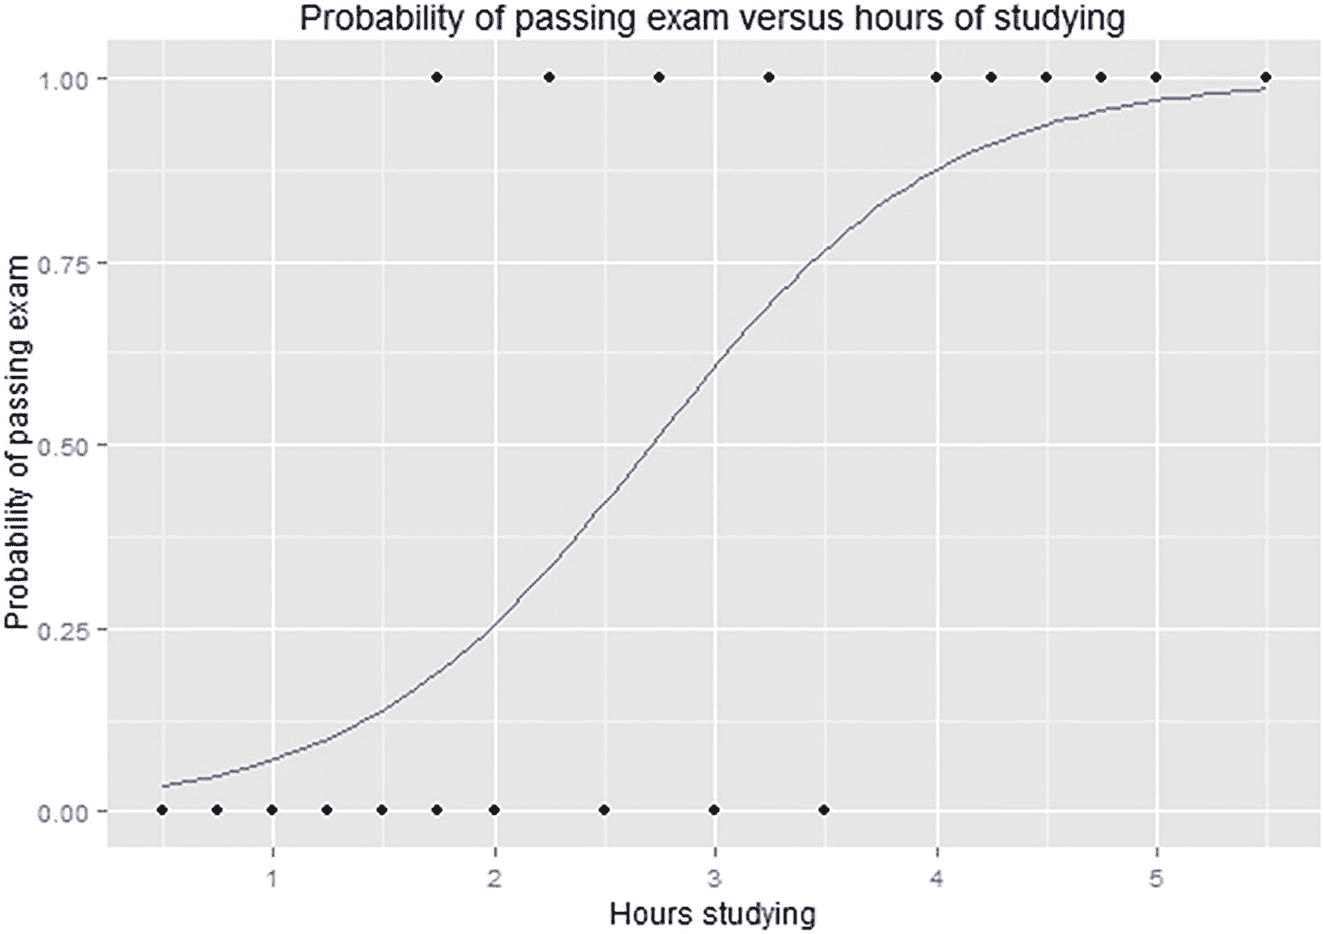 Probability of passing exam versus hours of studying
Probability of passing exam
1.00
0.75
0.50
0.25
0.00
1 2 3 4 5
Hours studying